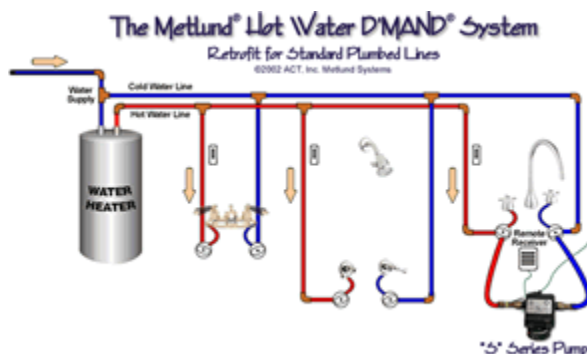 The Metlund® Hot Water D'MAND® System
Retrofit for Standard Plumbed Lines
©2002 ACT, Inc. Metlund Systems
Cold Water Line
Water
Supply
Hot Water Line
WATER
HEATER
Remote
Receiver
"S" Series Pump